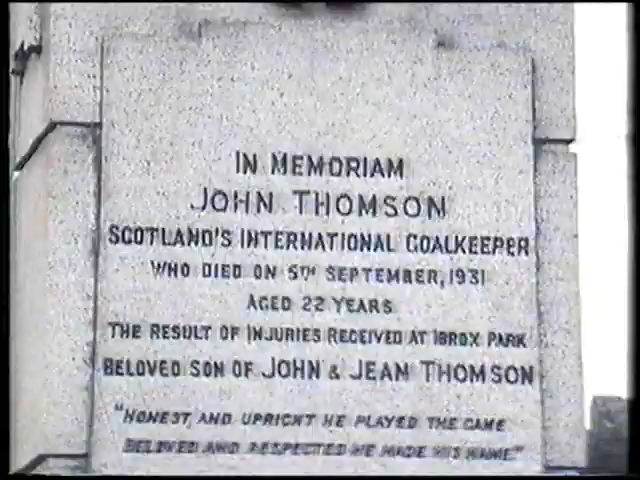 IN MEMORIAM
JOHN THOMSON
SCOTLAND'S INTERNATIONAL GOALKEEPER
WHO DIED ON 5TH SEPTEMBER, 1931
AGED 22 YEARS
THE RESULT OF INJURIES RECEIVED AT IBROX PARK
BELOVED SON OF JOHN & JEAN THOMSON
"HONEST AND UPRIGHT HE PLAYED THE GAME
BELOVED AND RESPECTED HE MADE HIS NAME"